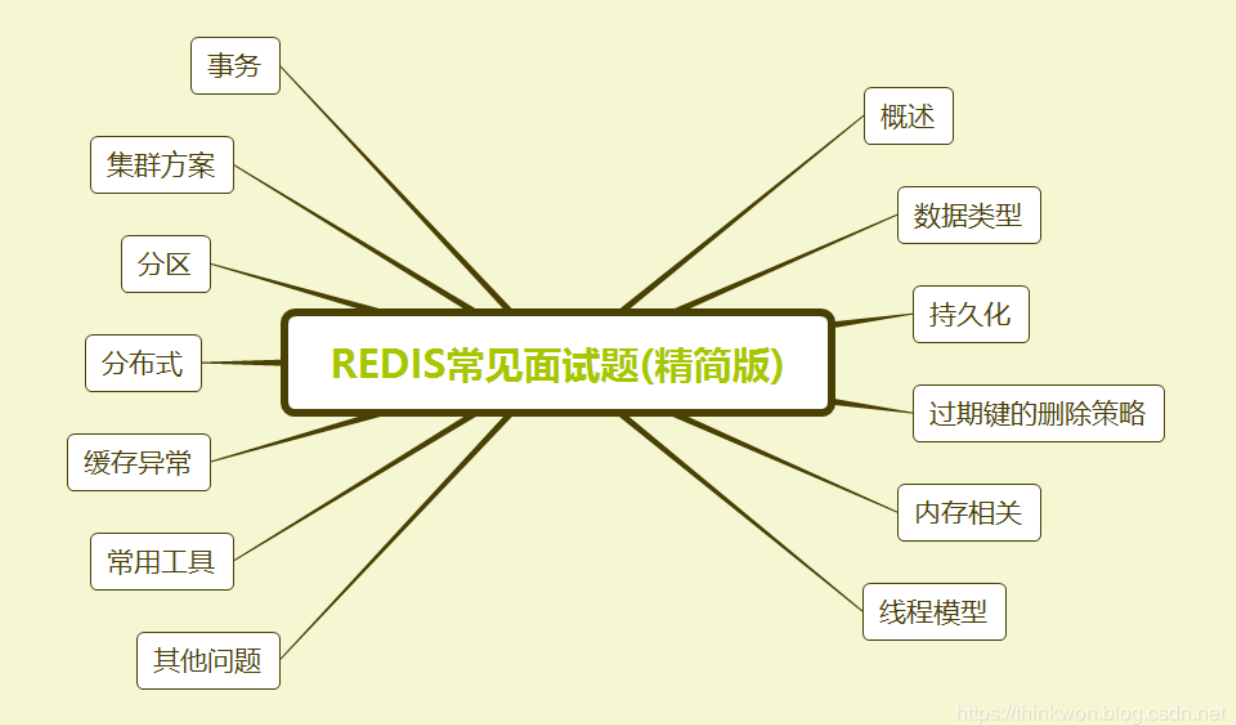 REDIS常见面试题(精简版)
概述
数据类型
持久化
过期键的删除策略
内存相关
线程模型
事务
集群方案
分区
分布式
缓存异常
常用工具
其他问题
https://thinkwon.blog.csdn.net